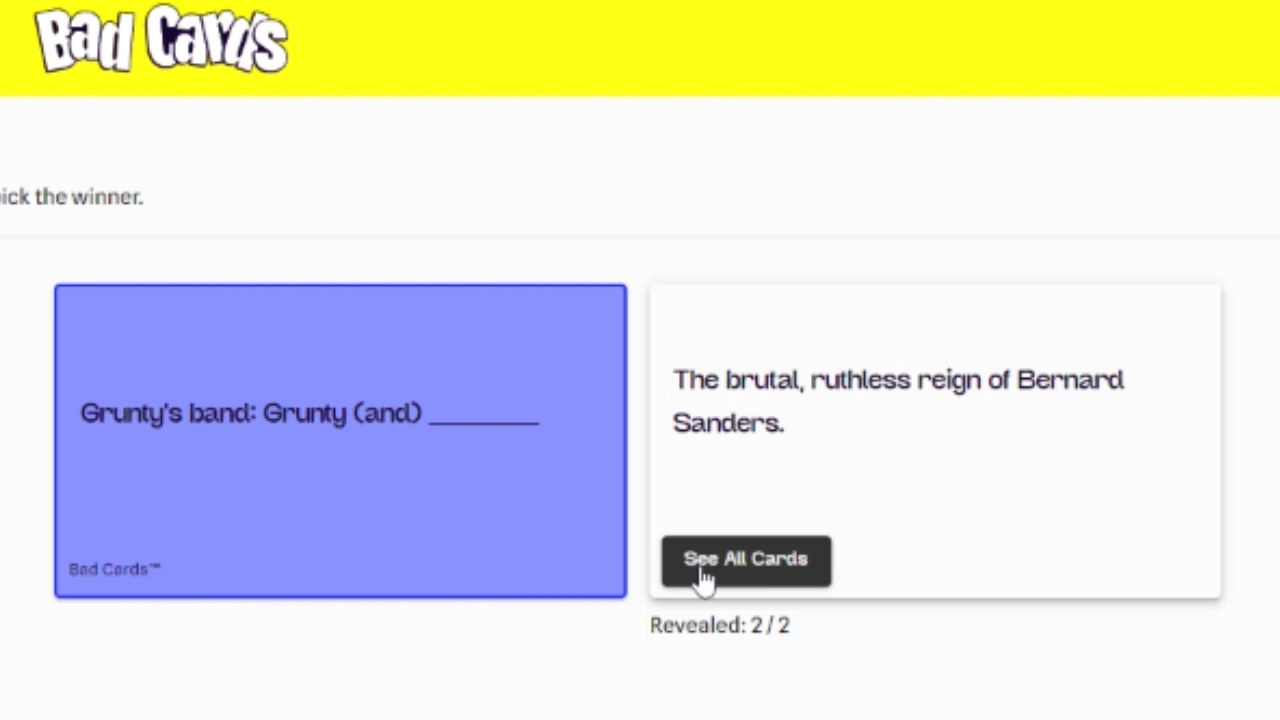 Bad Cards
pick the winner.
Grunty's band: Grunty (and) ________
Bad Cards™
The brutal, ruthless reign of Bernard
Sanders.
See All Cards
Revealed: 2 / 2